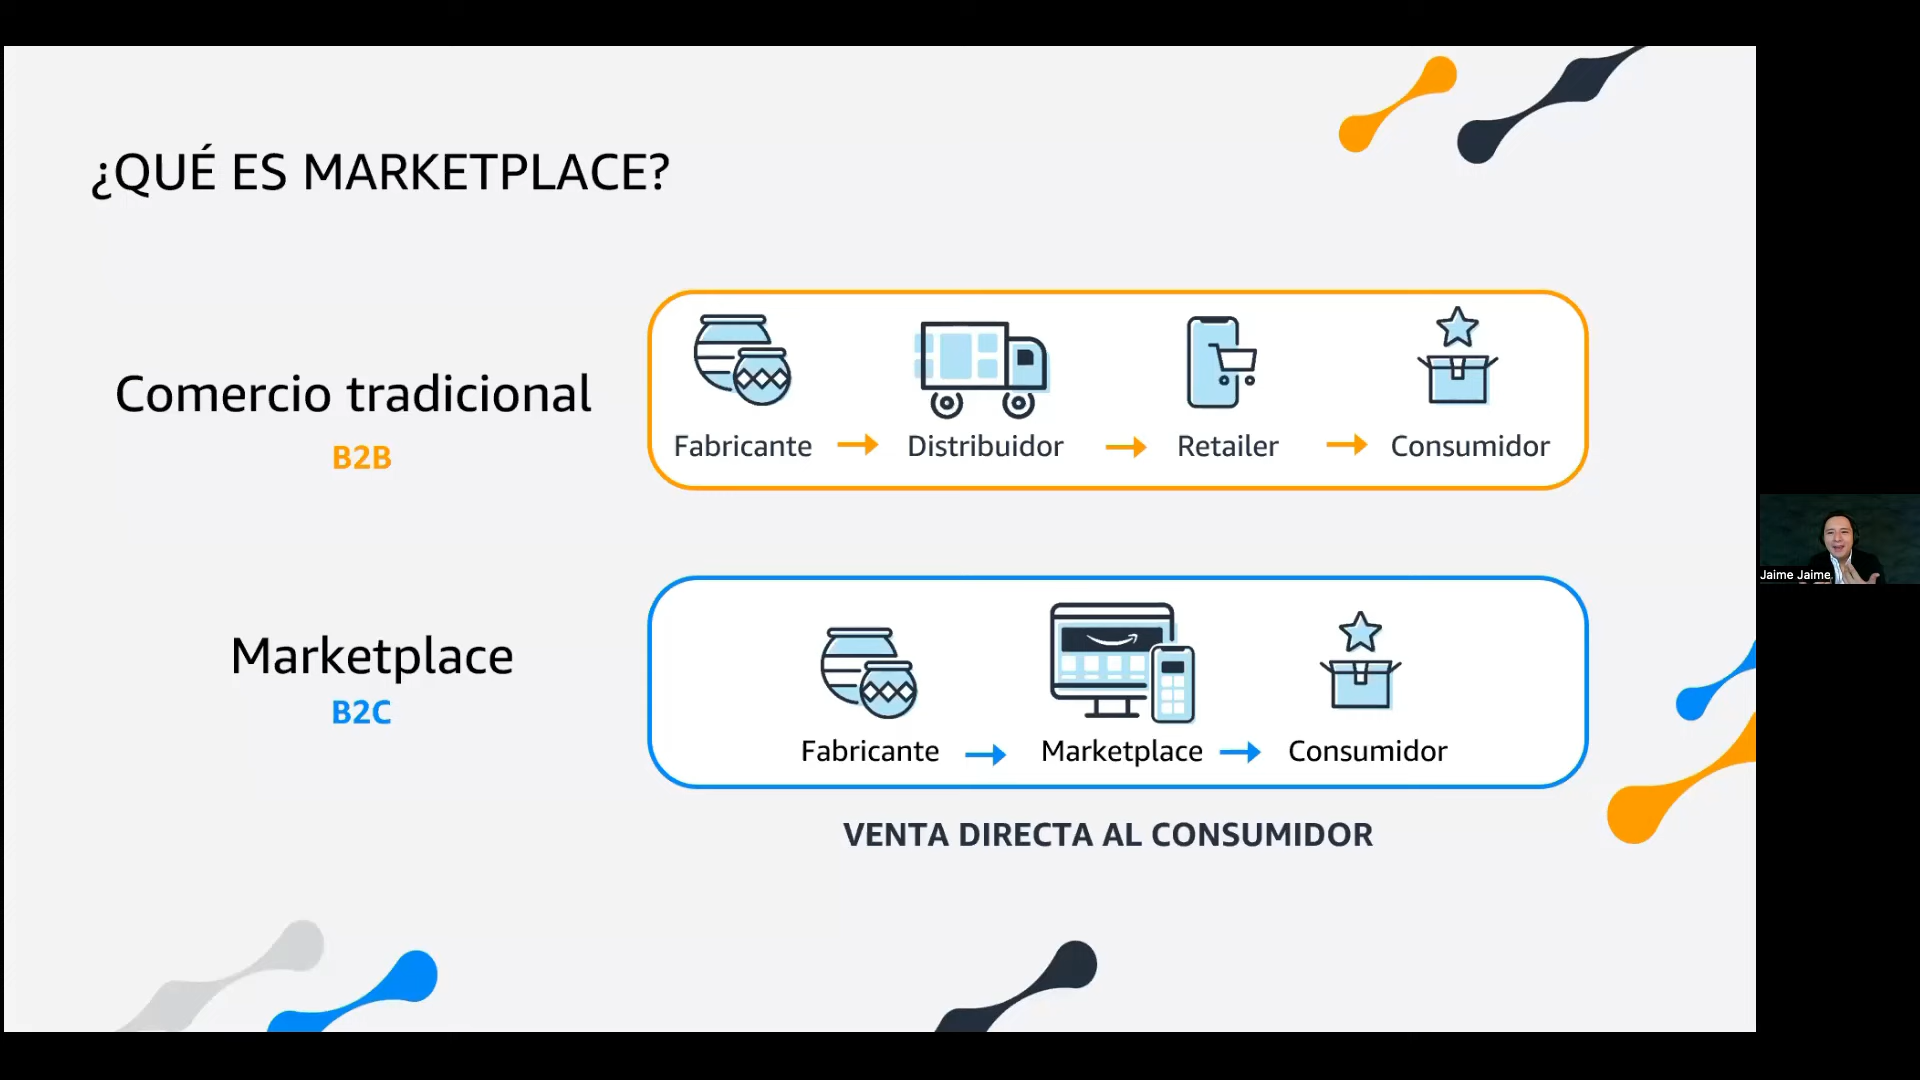 ¿QUÉ ES MARKETPLACE?
Comercio tradicional
B2B
Fabricante
Distribuidor
Retailer
Consumidor
Marketplace
B2C
Fabricante
Marketplace
Consumidor
VENTA DIRECTA AL CONSUMIDOR
Jaime Jaime